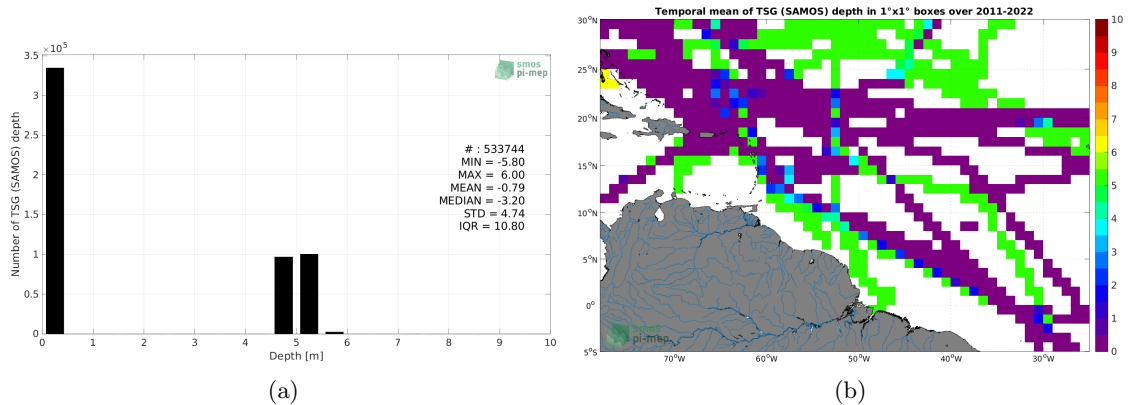 3.5
×10⁵
3
2.5
2
1.5
1
0.5
0
Number of TSG (SAMOS) depth
smos
pi-mep
# : 533744
MIN = -5.80
MAX = 6.00
MEAN = -0.79
MEDIAN = -3.20
STD = 4.74
IQR = 10.80
0 1 2 3 4 5 6 7 8 9 10
Depth [m]
(a)
Temporal mean of TSG (SAMOS) depth in 1°x1° boxes over 2011-2022
30°N
25°N
20°N
15°N
10°N
5°N
0°
5°S
70°W 60°W 50°W 40°W 30°W
smos
pi-mep
10
9
8
7
6
5
4
3
2
1
0
(b)